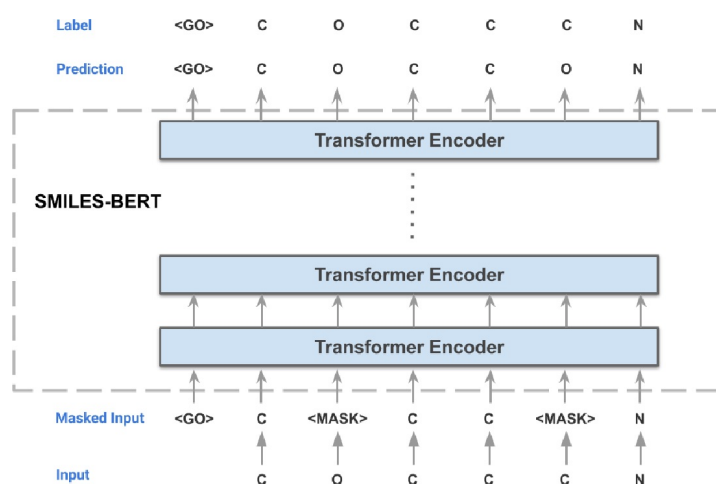 Label <GO> C O C C C N
Prediction <GO> C O C C O N
Transformer Encoder
SMILES-BERT
Transformer Encoder
Transformer Encoder
Masked Input <GO> C <MASK> C C <MASK> N
Input C O C C C N